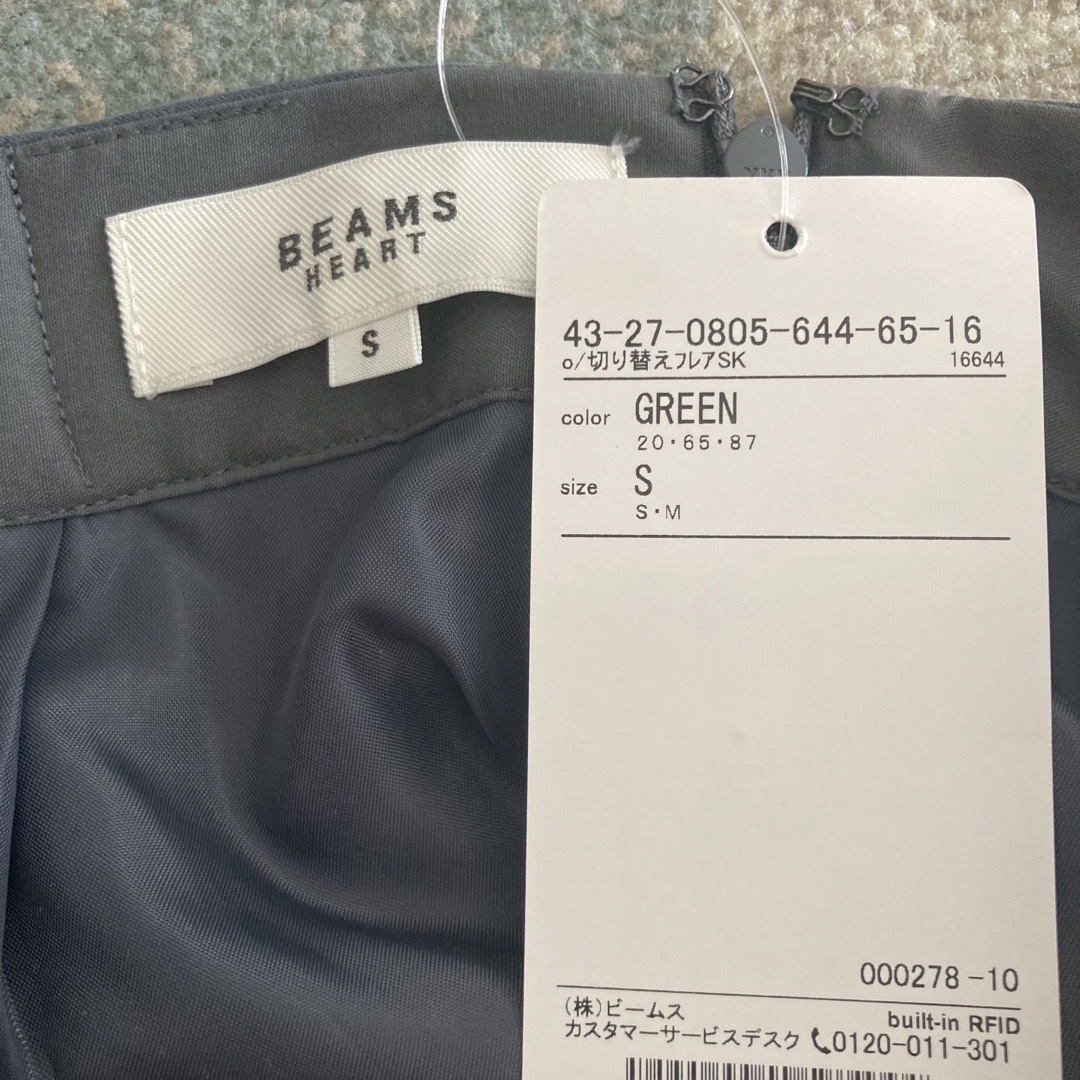 BEAMS
HEART
S
43-27-0805-644-65-16
o/切り替えフレアSK 16644
color GREEN
20・65・87
size S
S・M
000278-10
(株)ビームス built-in RFID
カスタマーサービスデスク 0120-011-301